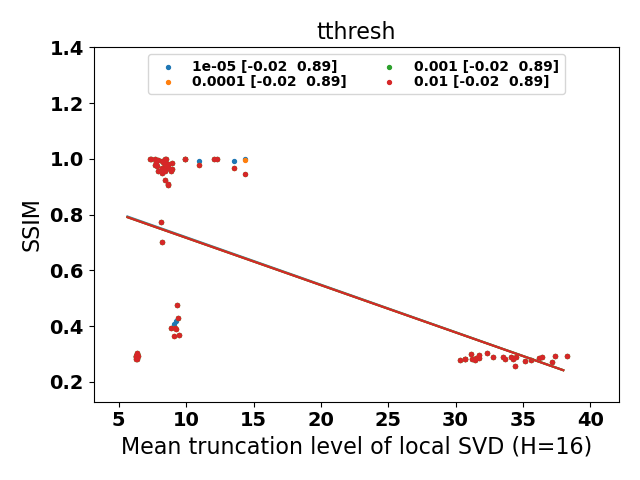 tthresh
1e-05 [-0.02  0.89]
0.0001 [-0.02  0.89]
0.001 [-0.02  0.89]
0.01 [-0.02  0.89]
1.4
1.2
1.0
0.8
0.6
0.4
0.2
SSIM
5 10 15 20 25 30 35 40
Mean truncation level of local SVD (H=16)